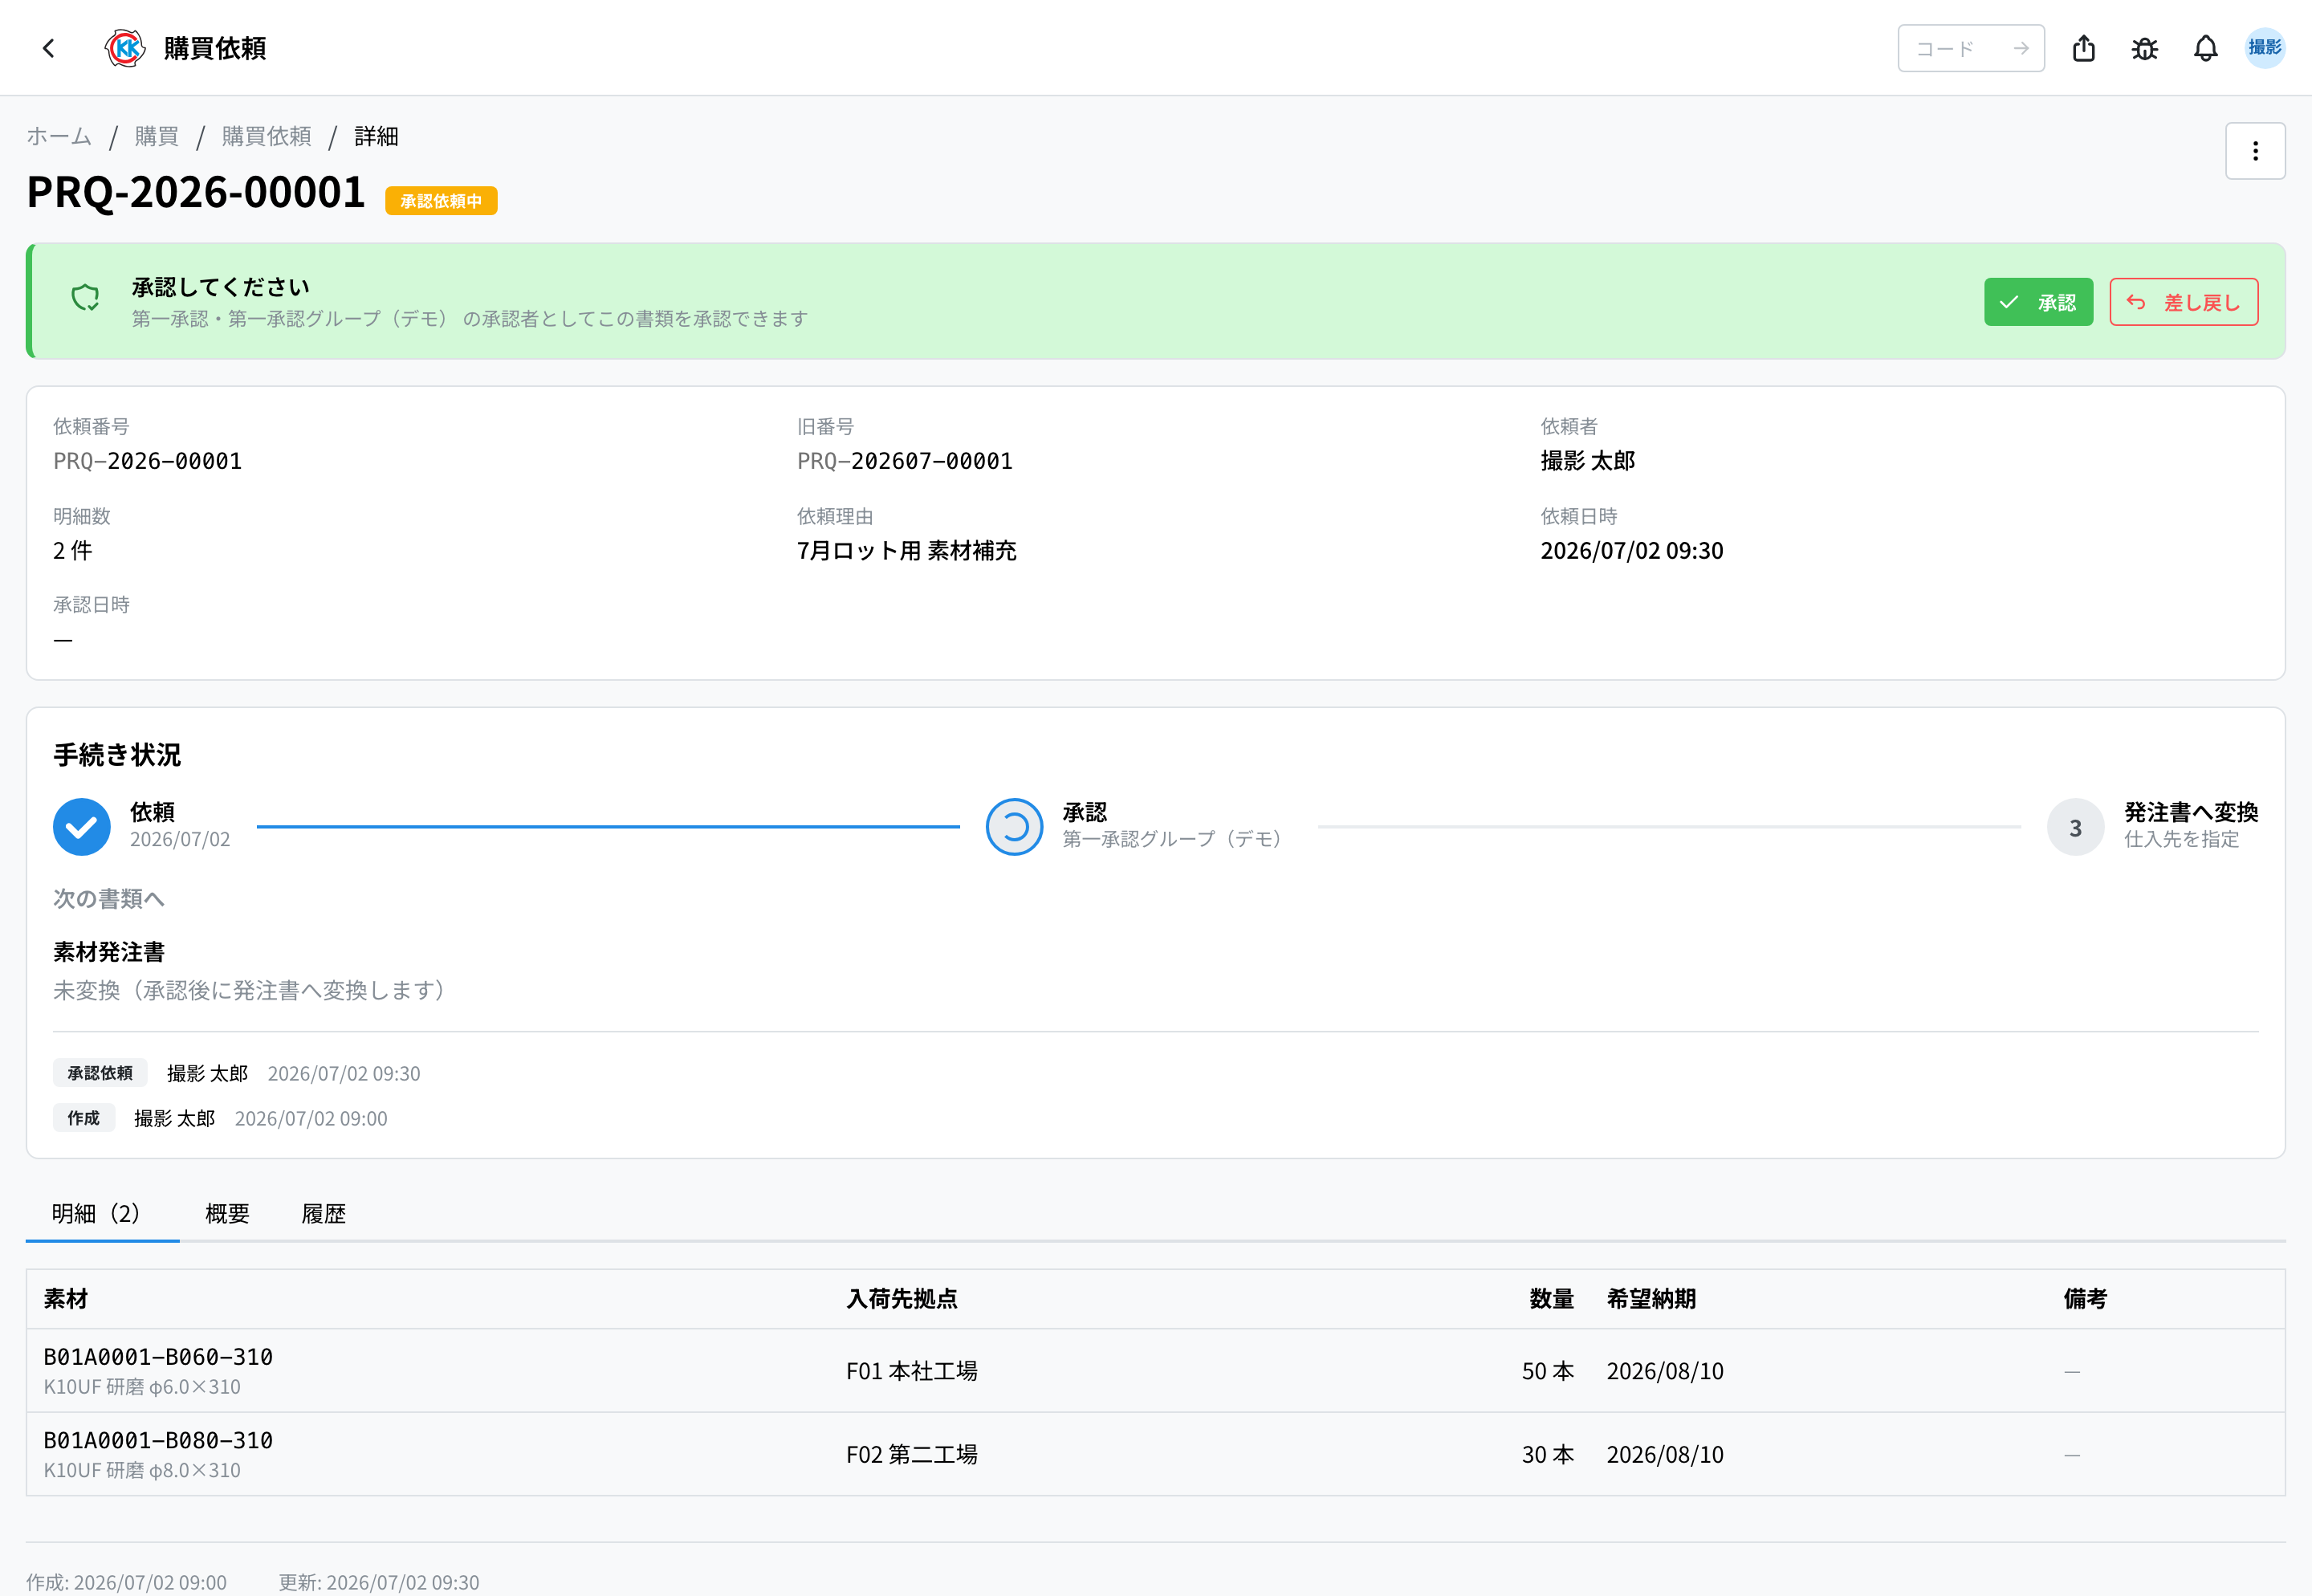 KK 購買依頼
コード
撮影
ホーム / 購買 / 購買依頼 / 詳細
PRQ-2026-00001 承認依頼中
承認してください
第一承認・第一承認グループ（デモ） の承認者としてこの書類を承認できます
承認
差し戻し
依頼番号
PRQ-2026-00001
旧番号
PRQ-202607-00001
依頼者
撮影 太郎
明細数
2 件
依頼理由
7月ロット用 素材補充
依頼日時
2026/07/02 09:30
承認日時
—
手続き状況
依頼
2026/07/02
承認
第一承認グループ（デモ）
3
発注書へ変換
仕入先を指定
次の書類へ
素材発注書
未変換（承認後に発注書へ変換します）
承認依頼 撮影 太郎 2026/07/02 09:30
作成 撮影 太郎 2026/07/02 09:00
明細（2） 概要 履歴
素材 入荷先拠点 数量 希望納期 備考
B01A0001-B060-310
K10UF 研磨 φ6.0×310
F01 本社工場 50 本 2026/08/10 —
B01A0001-B080-310
K10UF 研磨 φ8.0×310
F02 第二工場 30 本 2026/08/10 —
作成: 2026/07/02 09:00 更新: 2026/07/02 09:30